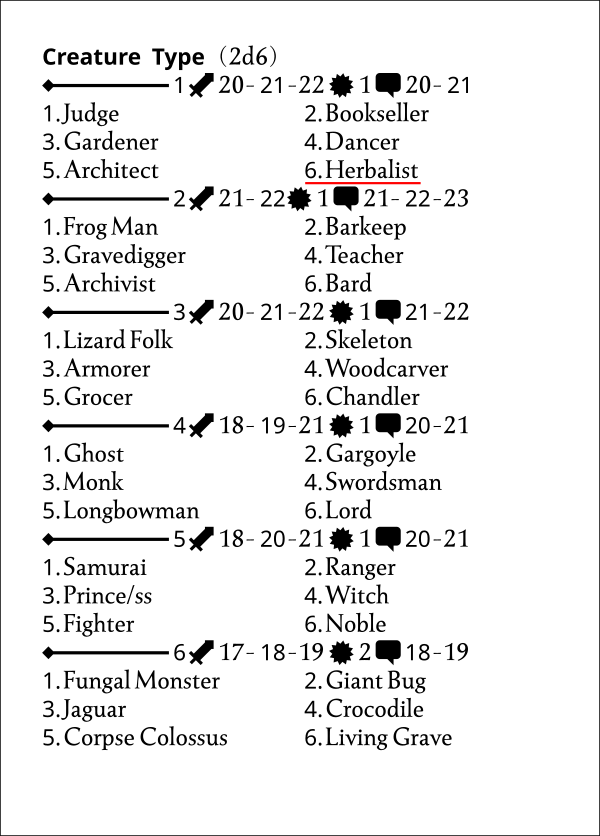 Creature Type (2d6)
1 20-21-22 1 20-21
1. Judge 2. Bookseller
3. Gardener 4. Dancer
5. Architect 6. Herbalist
2 21-22 1 21-22-23
1. Frog Man 2. Barkeep
3. Gravedigger 4. Teacher
5. Archivist 6. Bard
3 20-21-22 1 21-22
1. Lizard Folk 2. Skeleton
3. Armorer 4. Woodcarver
5. Grocer 6. Chandler
4 18-19-21 1 20-21
1. Ghost 2. Gargoyle
3. Monk 4. Swordsman
5. Longbowman 6. Lord
5 18-20-21 1 20-21
1. Samurai 2. Ranger
3. Prince/ss 4. Witch
5. Fighter 6. Noble
6 17-18-19 2 18-19
1. Fungal Monster 2. Giant Bug
3. Jaguar 4. Crocodile
5. Corpse Colossus 6. Living Grave